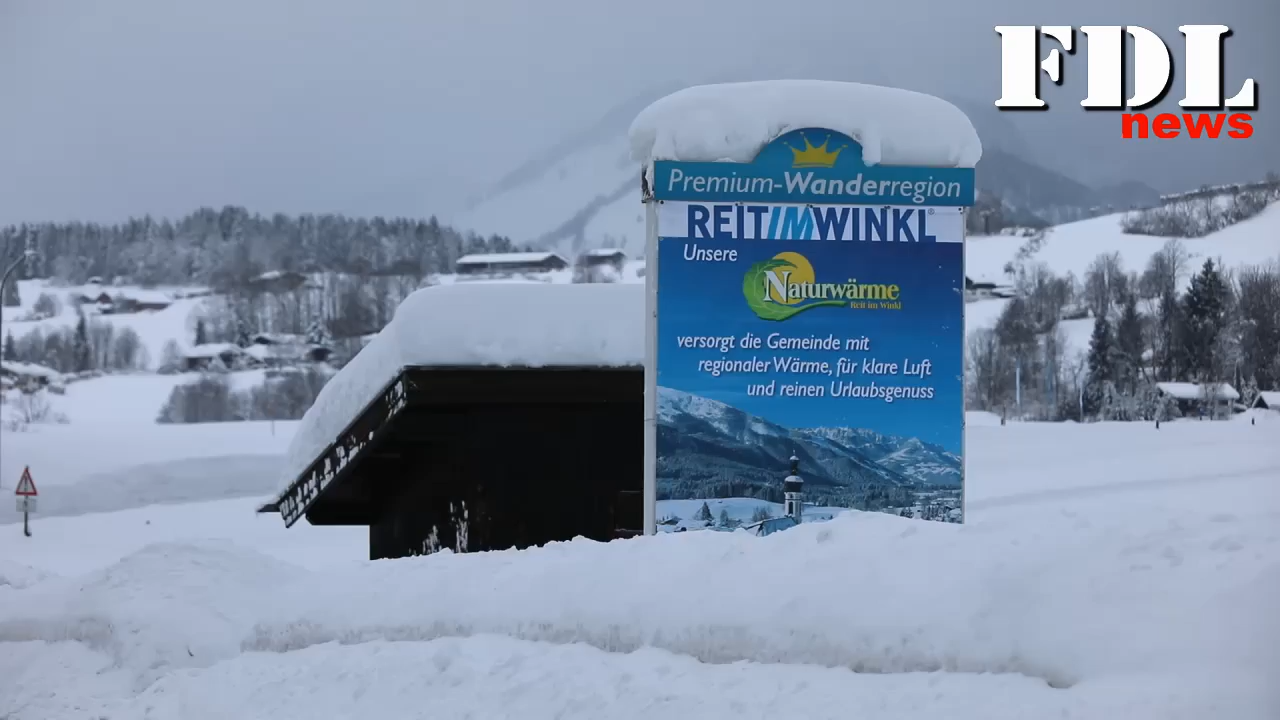 FDL
news
Premium-Wanderregion
REIT IM WINKL®
Unsere
Naturwärme
Reit im Winkl
versorgt die Gemeinde mit
regionaler Wärme, für klare Luft
und reinen Urlaubsgenuss